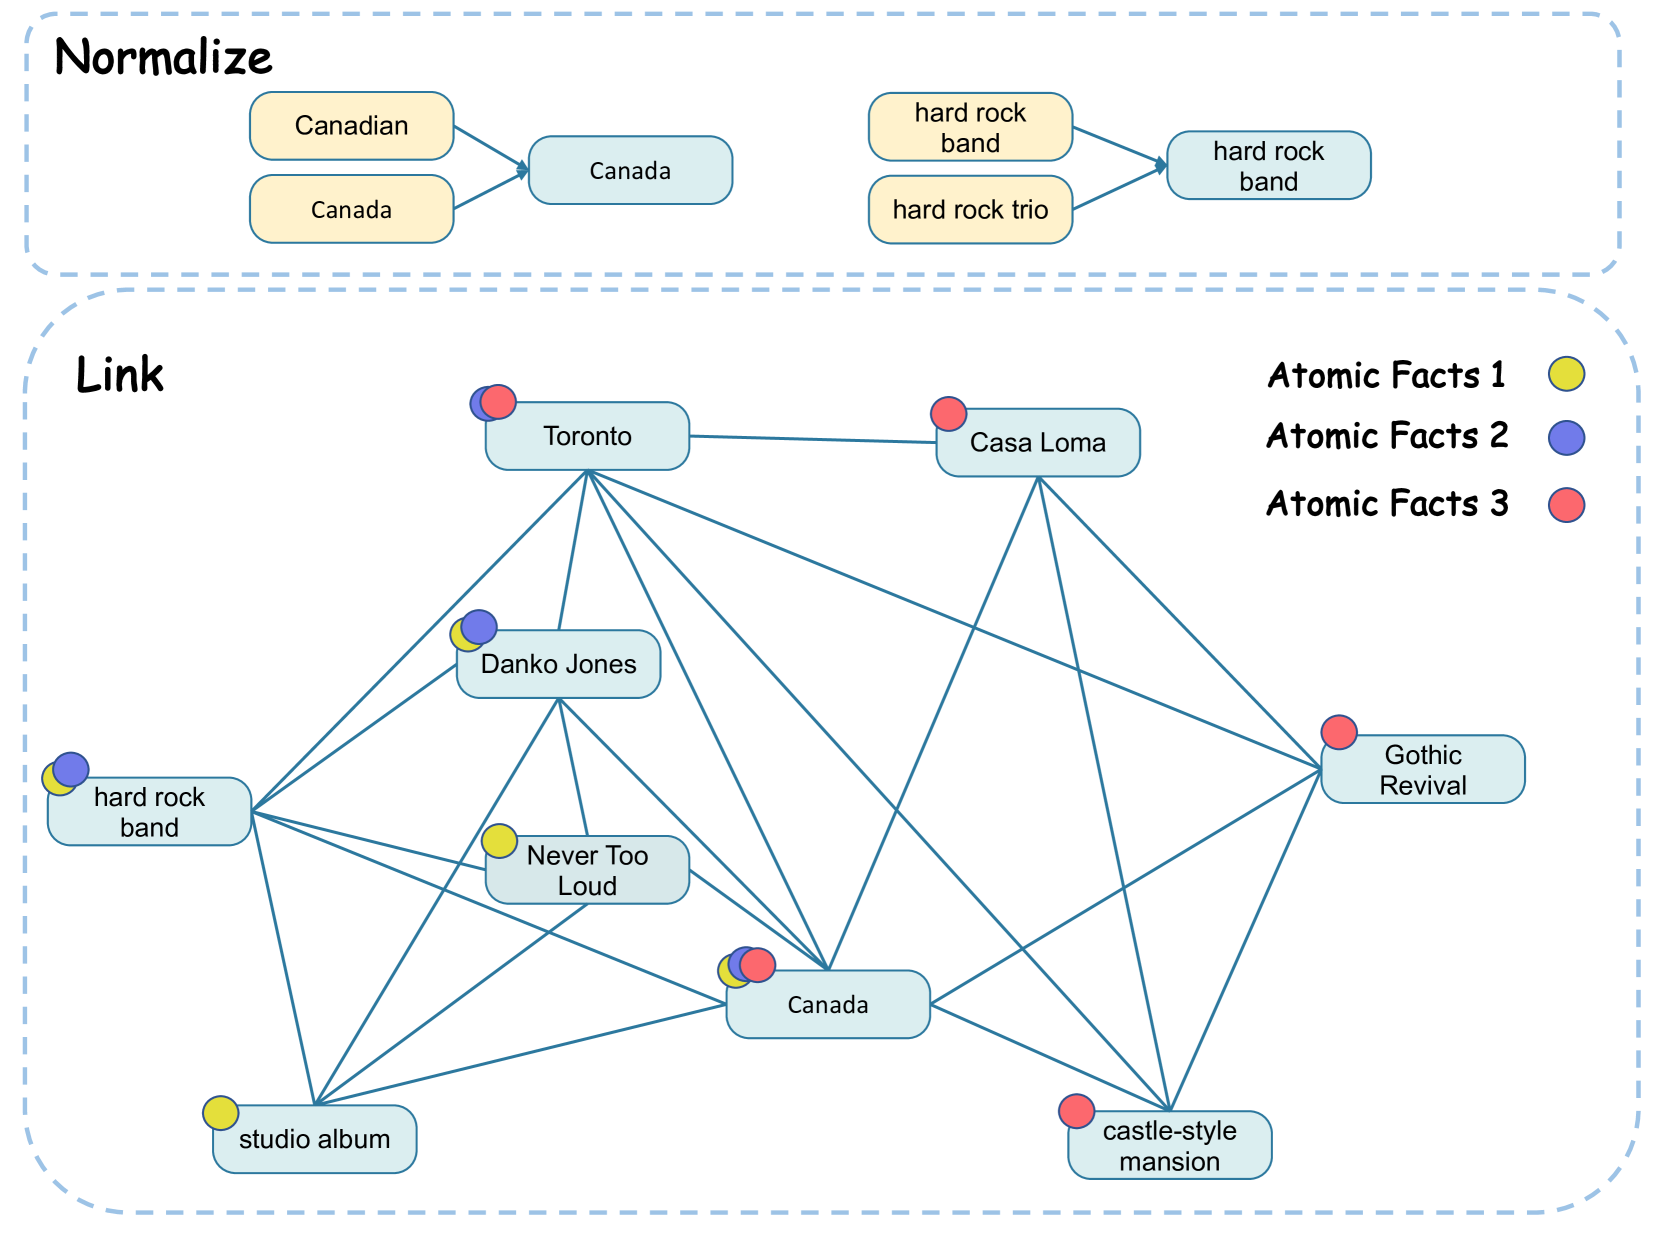 Normalize
Canadian
Canada
Canada
hard rock
band
hard rock trio
hard rock
band
Link
Atomic Facts 1
Atomic Facts 2
Atomic Facts 3
Toronto
Casa Loma
Danko Jones
Gothic
Revival
hard rock
band
Never Too
Loud
Canada
studio album
castle-style
mansion